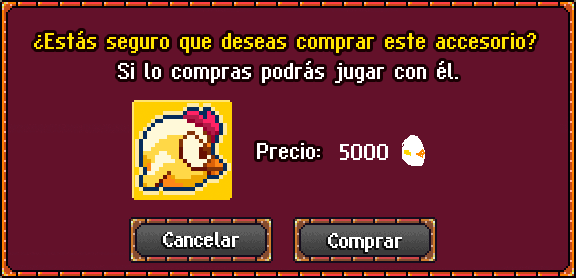 ¿Estás seguro que deseas comprar este accesorio?
Si lo compras podrás jugar con él.
Precio: 5000
Cancelar
Comprar